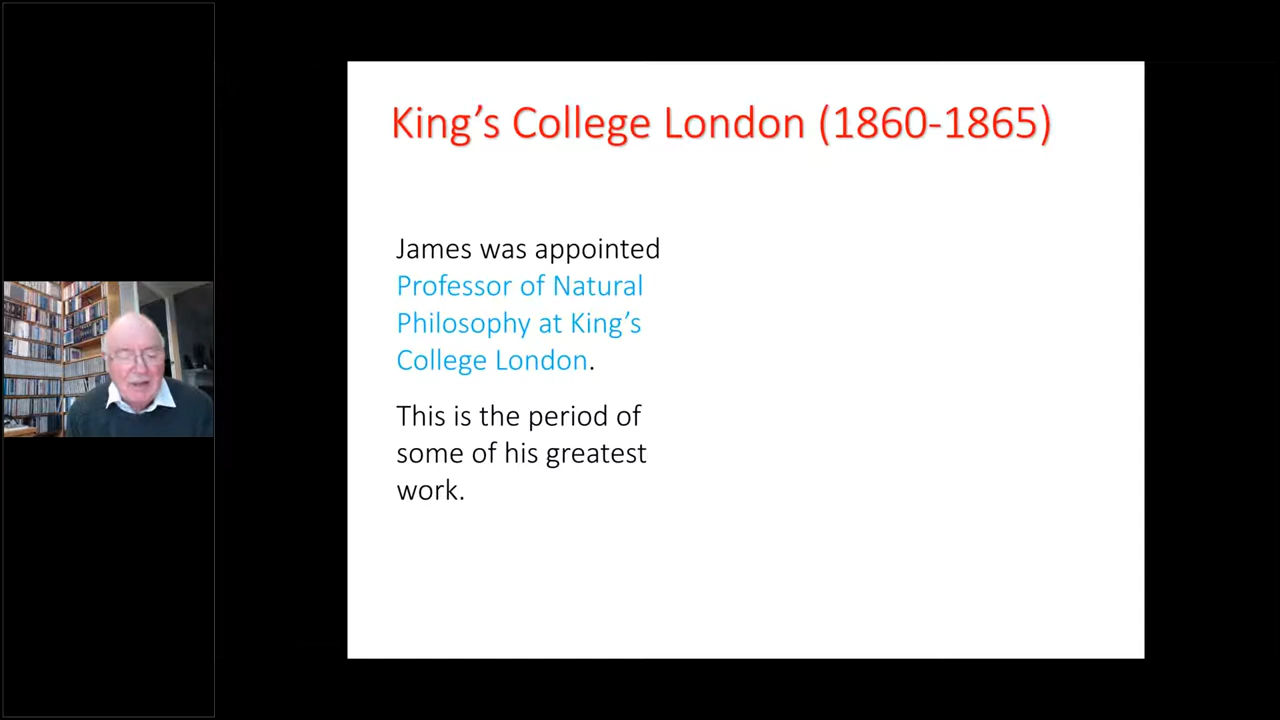 King’s College London (1860-1865)
James was appointed
Professor of Natural
Philosophy at King’s
College London.
This is the period of
some of his greatest
work.